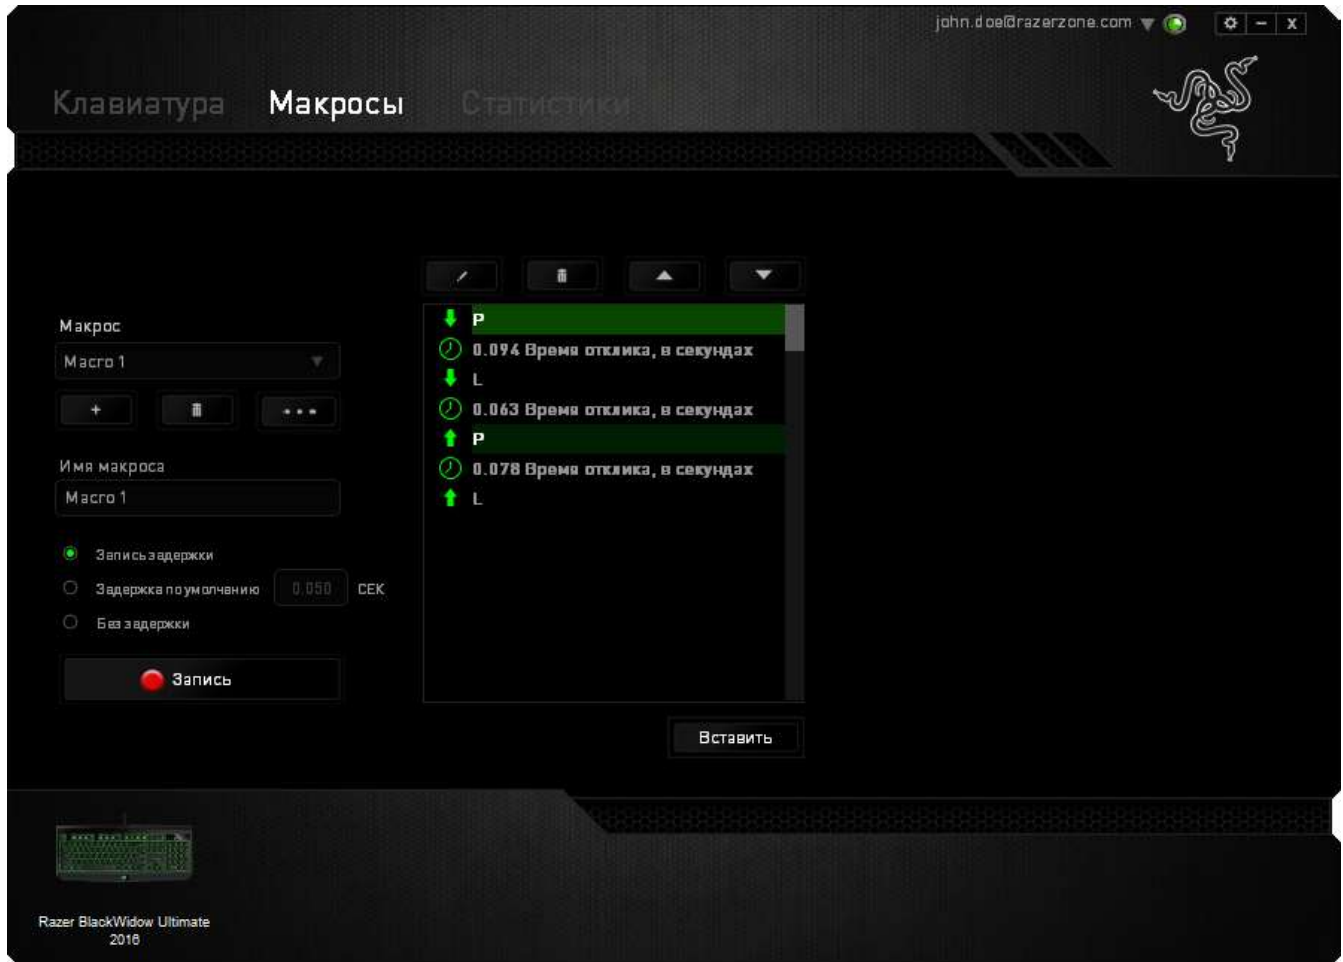 john.doe@razerzone.com
Клавиатура Макросы Статистики
Макрос
Macro 1
Имя макроса
Macro 1
Запись задержки
Задержка по умолчанию 0.050 СЕК
Без задержки
Запись
P
0.094 Время отклика, в секундах
L
0.063 Время отклика, в секундах
P
0.078 Время отклика, в секундах
L
Вставить
Razer BlackWidow Ultimate
2016